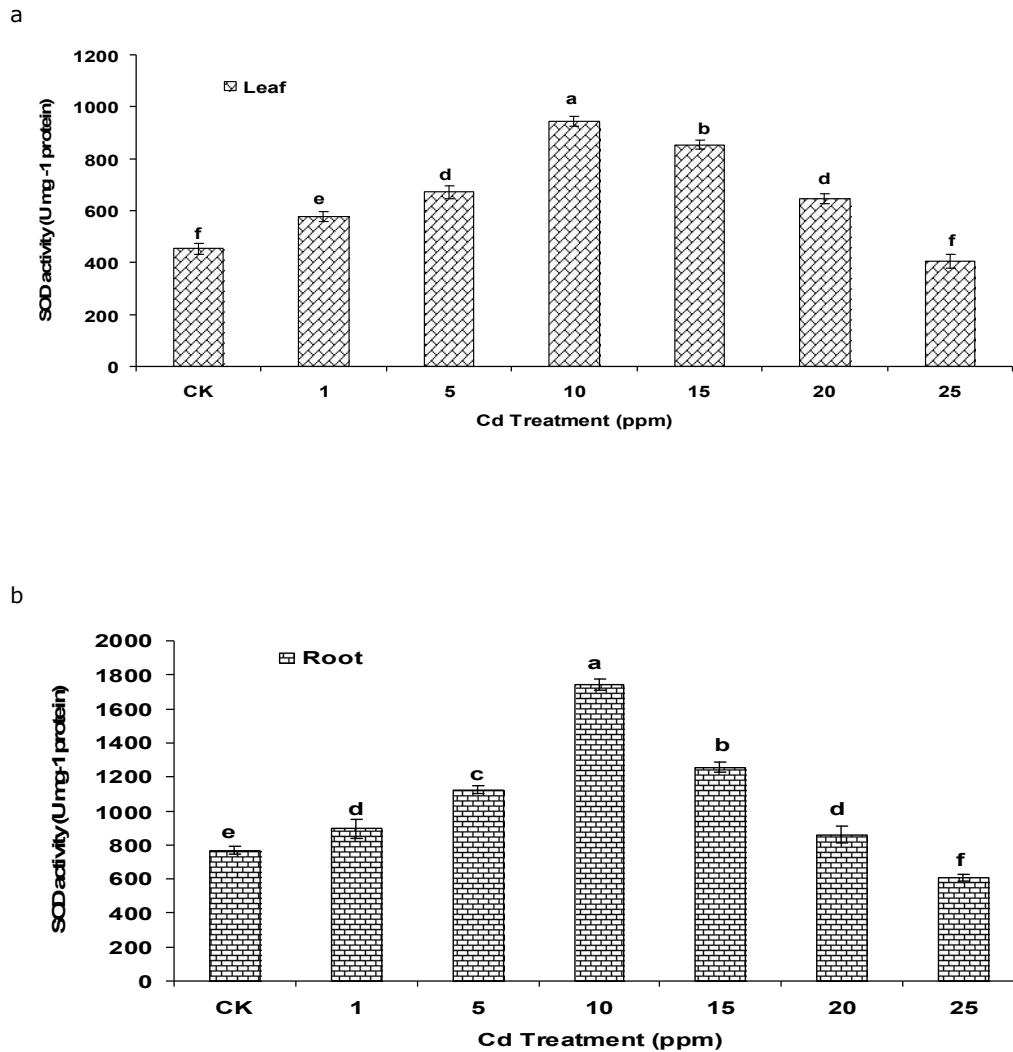 a
1200
Leaf
1000
800
600
400
200
0
SOD activity (U mg -1 protein)
f
e
d
a
b
d
f
CK 1 5 10 15 20 25
Cd Treatment (ppm)
b
2000
Root
1800
1600
1400
1200
1000
800
600
400
200
0
SOD activity (U mg-1 protein)
e
d
c
a
b
d
f
CK 1 5 10 15 20 25
Cd Treatment (ppm)